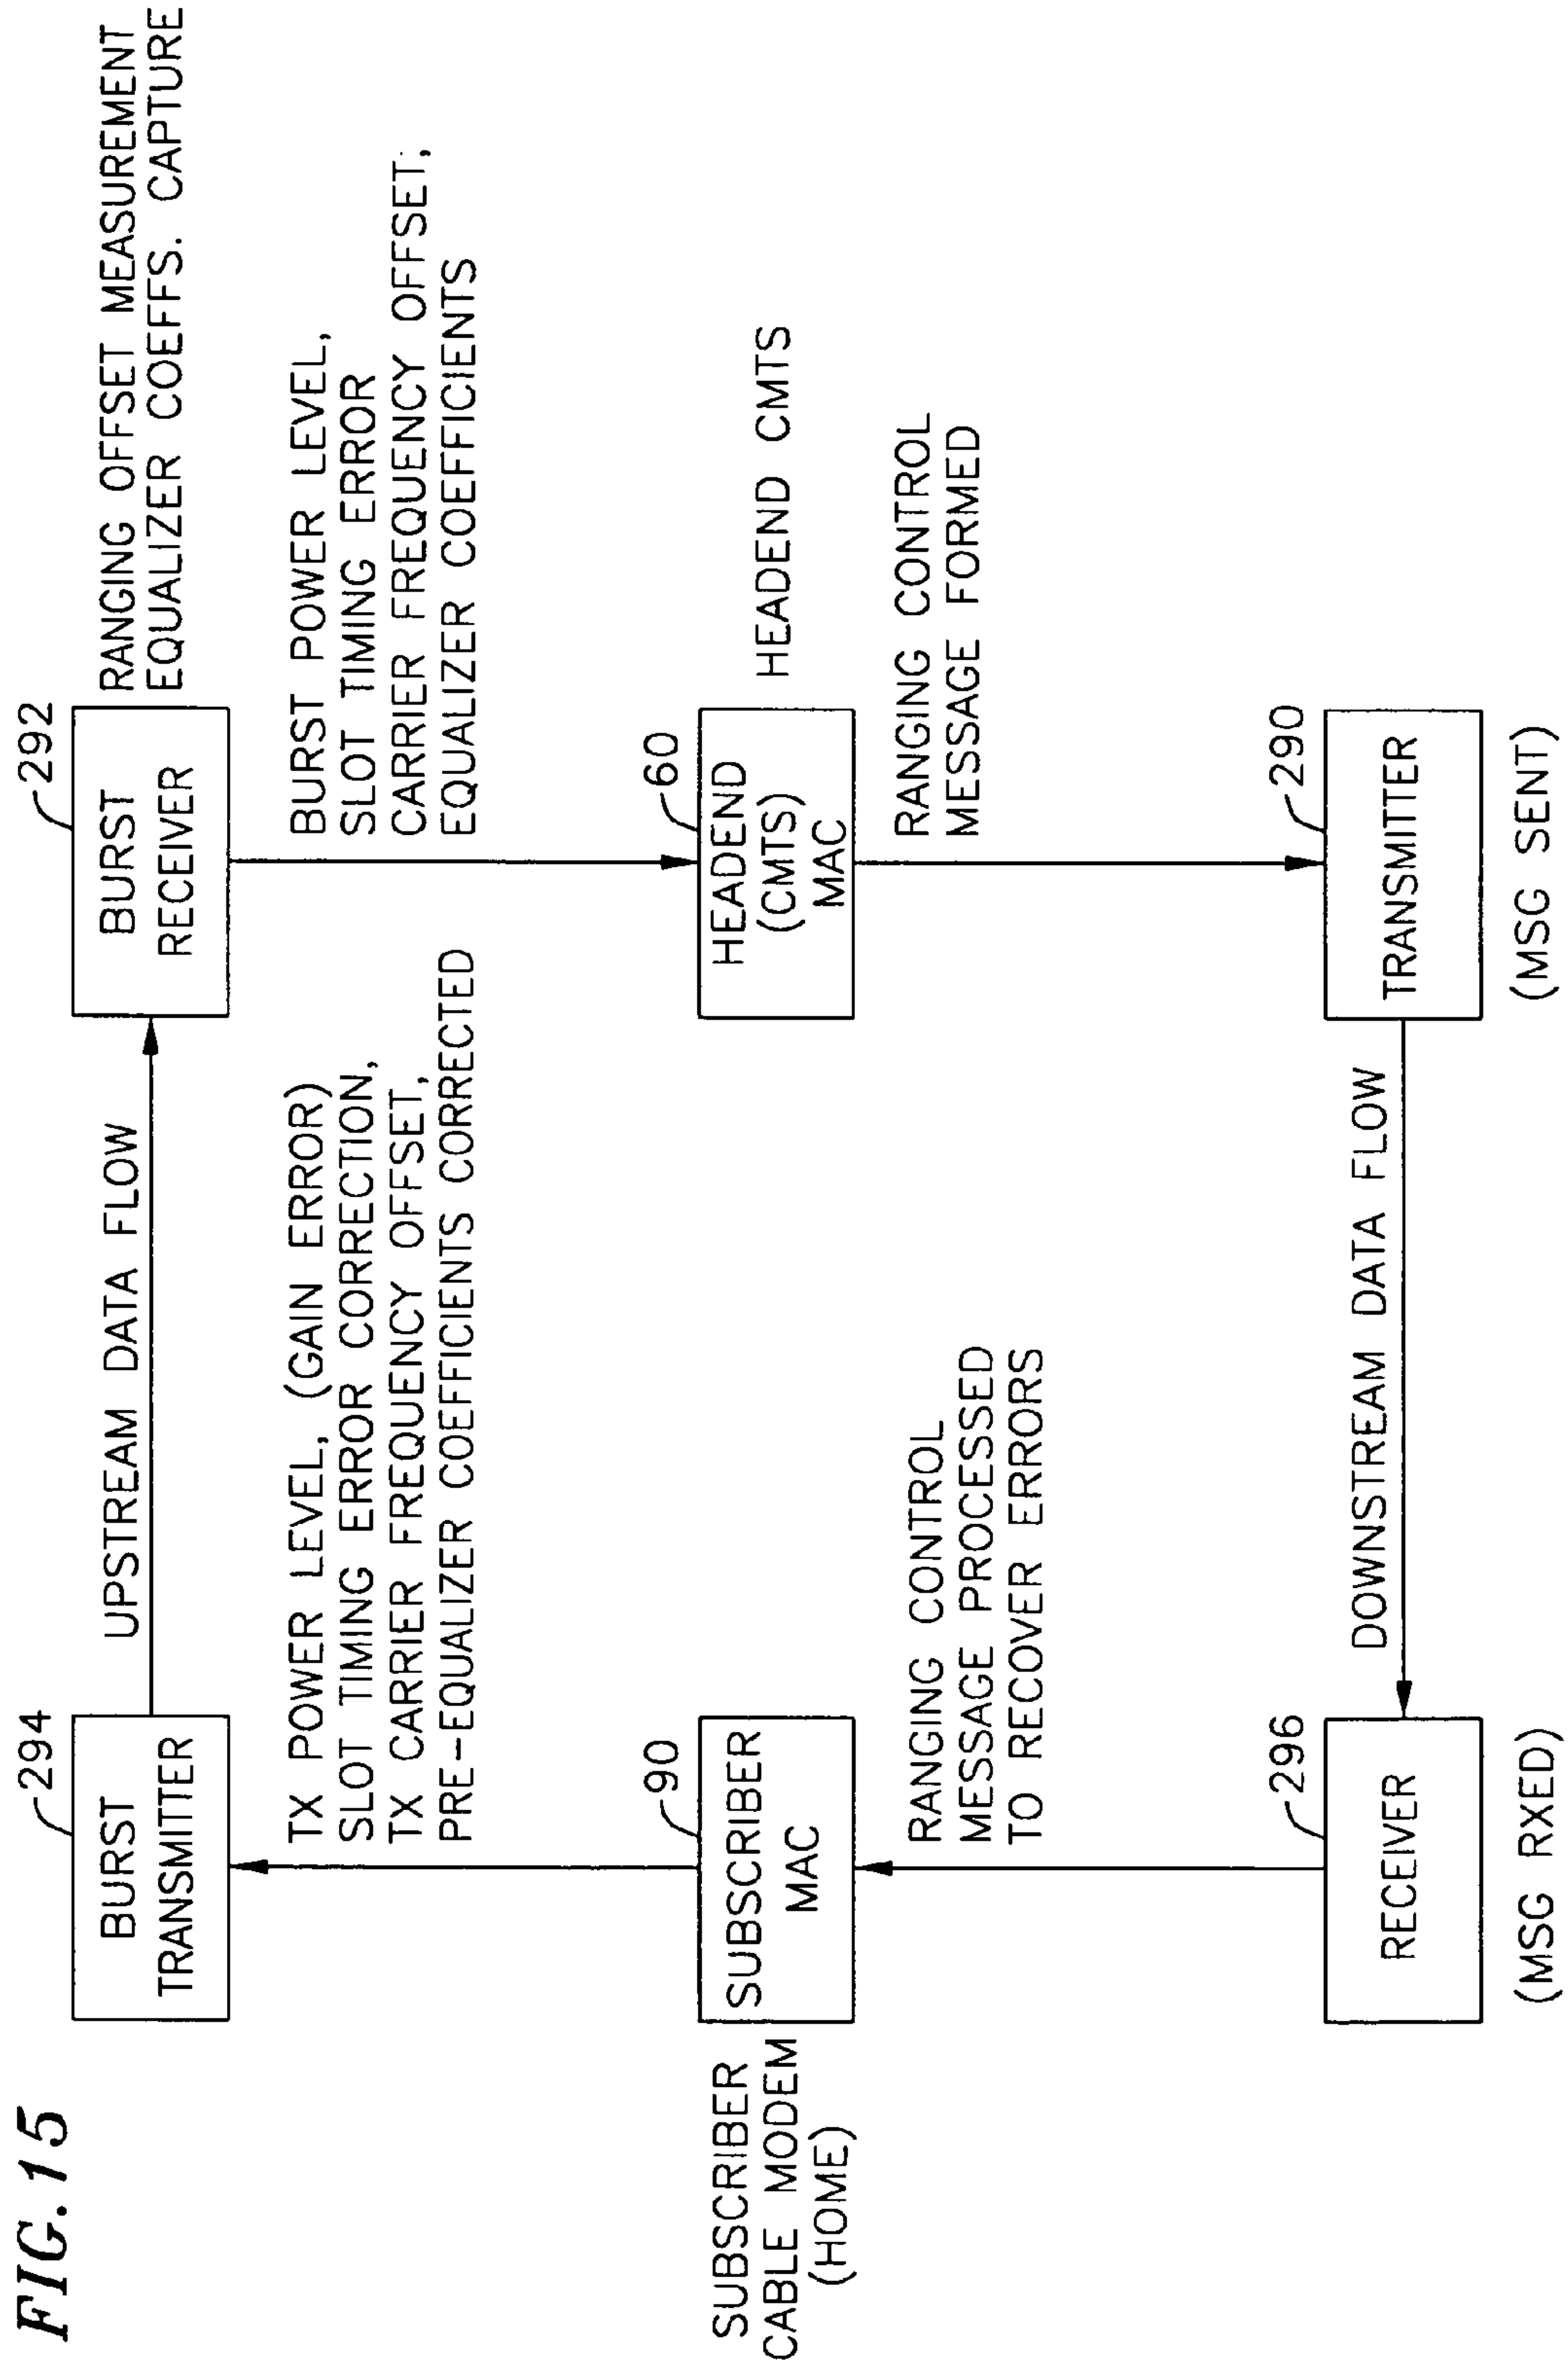 FIG. 15
294
BURST
TRANSMITTER
UPSTREAM DATA FLOW
292
BURST
RECEIVER
RANGING OFFSET MEASUREMENT
EQUALIZER COEFFS. CAPTURE
TX POWER LEVEL, (GAIN ERROR)
SLOT TIMING ERROR CORRECTION,
TX CARRIER FREQUENCY OFFSET,
PRE-EQUALIZER COEFFICIENTS CORRECTED
BURST POWER LEVEL,
SLOT TIMING ERROR
CARRIER FREQUENCY OFFSET,
EQUALIZER COEFFICIENTS
SUBSCRIBER
CABLE MODEM
(HOME)
90
SUBSCRIBER
MAC
60
HEADEND
(CMTS)
MAC
HEADEND CMTS
RANGING CONTROL
MESSAGE PROCESSED
TO RECOVER ERRORS
RANGING CONTROL
MESSAGE FORMED
296
RECEIVER
(MSG RXED)
DOWNSTREAM DATA FLOW
290
TRANSMITTER
(MSG SENT)